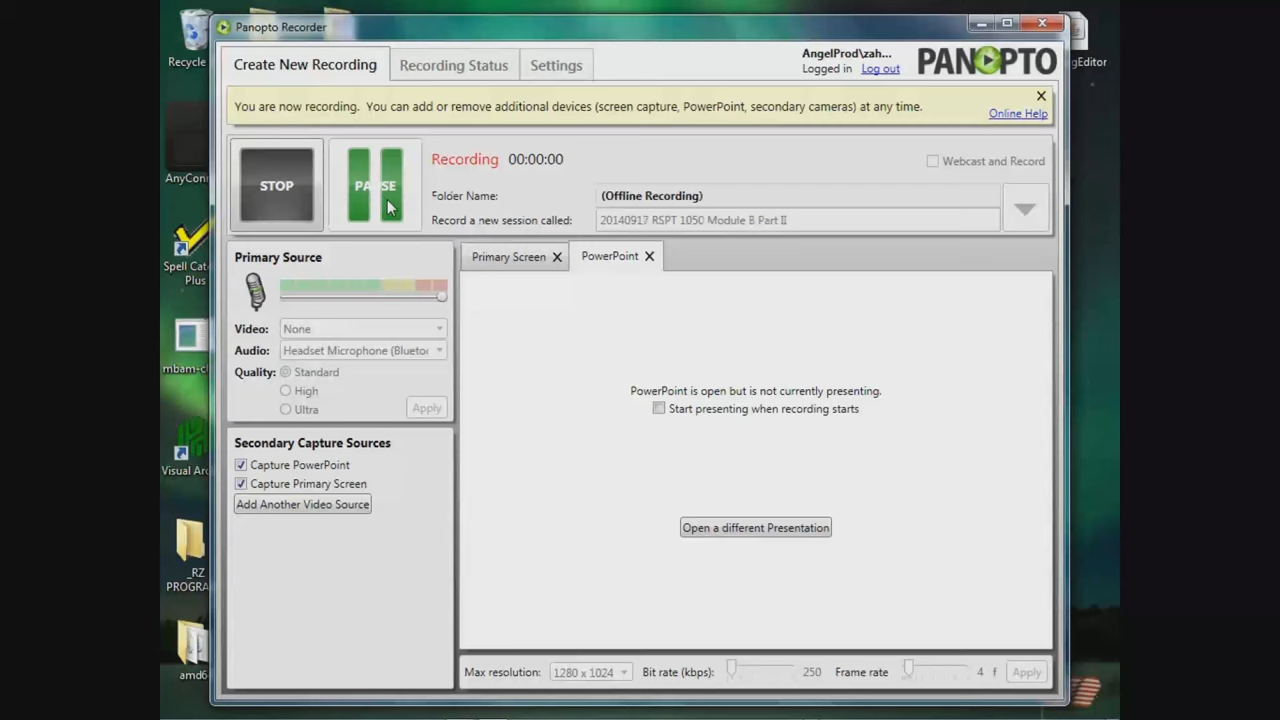 Panopto Recorder
Recycle
gEditor
Create New Recording
Recording Status
Settings
AngelProd\zah...
Logged in Log out
PANOPTO
You are now recording. You can add or remove additional devices (screen capture, PowerPoint, secondary cameras) at any time.
Online Help
STOP
PAUSE
Recording 00:00:00
Webcast and Record
Folder Name: (Offline Recording)
Record a new session called: 20140917 RSPT 1050 Module B Part II
AnyConn
Spell Cat
Plus
mbam-c
Visual Ar
_RZ
PROGRA
amd6
Primary Source
Video: None
Audio: Headset Microphone (Bluetoo
Quality: Standard
High
Ultra
Apply
Secondary Capture Sources
Capture PowerPoint
Capture Primary Screen
Add Another Video Source
Primary Screen
PowerPoint
PowerPoint is open but is not currently presenting.
Start presenting when recording starts
Open a different Presentation
Max resolution: 1280 x 1024 Bit rate (kbps): 250 Frame rate 4 f Apply